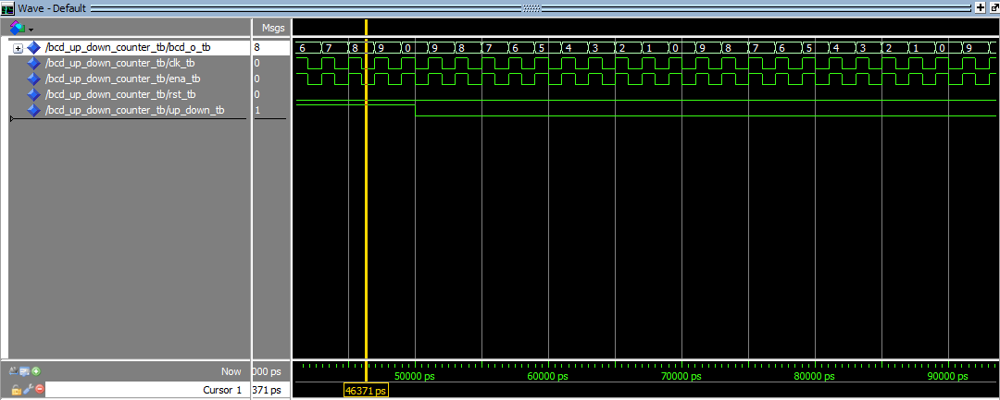 Wave - Default
Msgs
/bcd_up_down_counter_tb/bcd_o_tb 8 6 7 8 9 0 9 8 7 6 5 4 3 2 1 0 9 8 7 6 5 4 3 2 1 0 9
/bcd_up_down_counter_tb/clk_tb 0
/bcd_up_down_counter_tb/ena_tb 0
/bcd_up_down_counter_tb/rst_tb 0
/bcd_up_down_counter_tb/up_down_tb 1
Now 000 ps 50000 ps 60000 ps 70000 ps 80000 ps 90000 ps
Cursor 1 371 ps 46371 ps